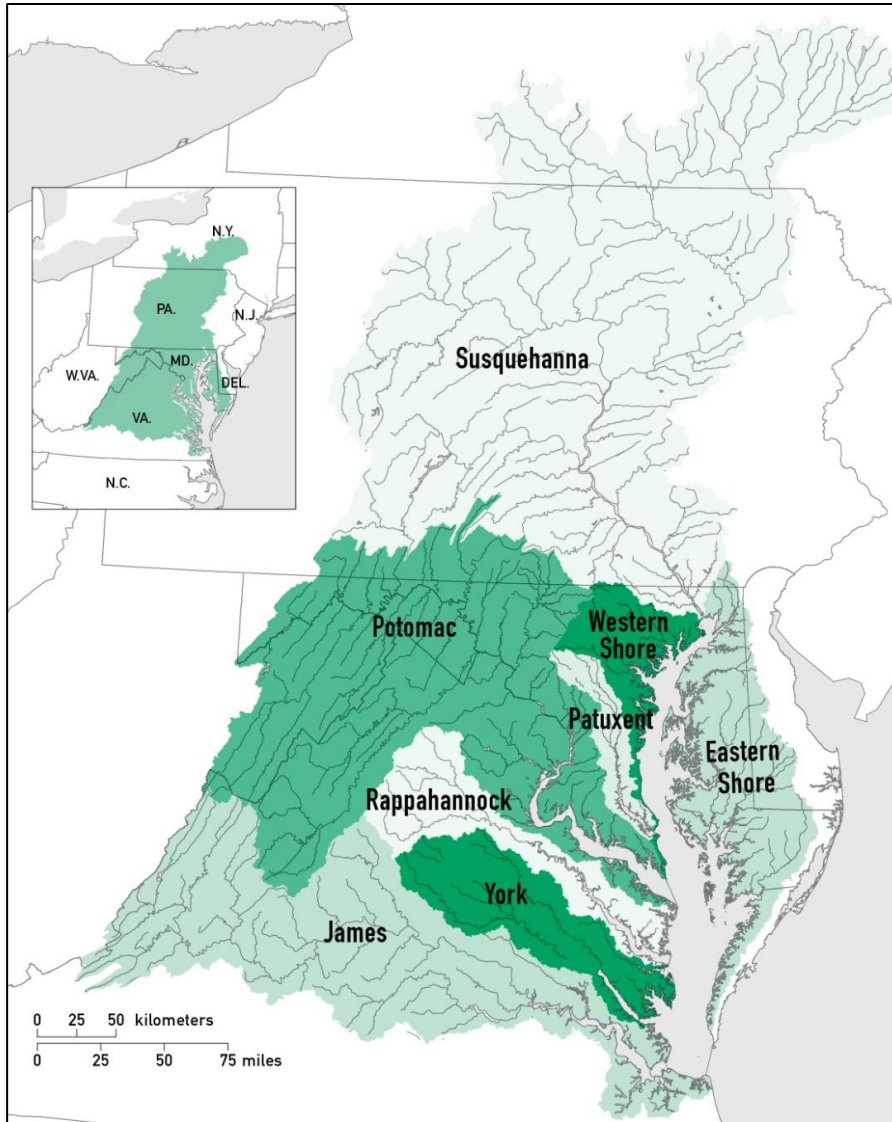 N.Y.
PA.
N.J.
MD.
W.VA.
DEL.
VA.
N.C.
Susquehanna
Potomac
Western
Shore
Patuxent
Eastern
Shore
Rappahannock
York
James
0 25 50 kilometers
0 25 50 75 miles